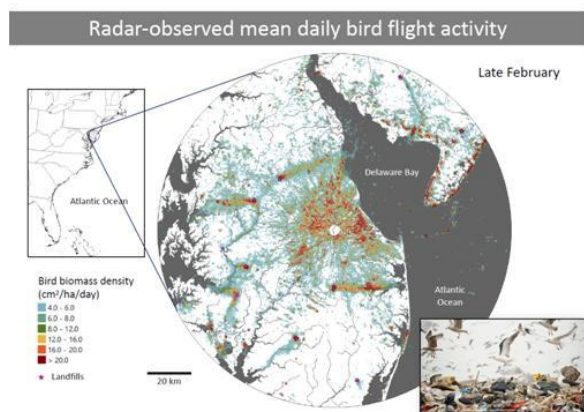 Radar-observed mean daily bird flight activity
Late February
Delaware Bay
Atlantic Ocean
Atlantic
Ocean
Bird biomass density
(cm²/ha/day)
4.0 - 6.0
6.0 - 8.0
8.0 - 12.0
12.0 - 16.0
16.0 - 20.0
> 20.0
Landfills
20 km